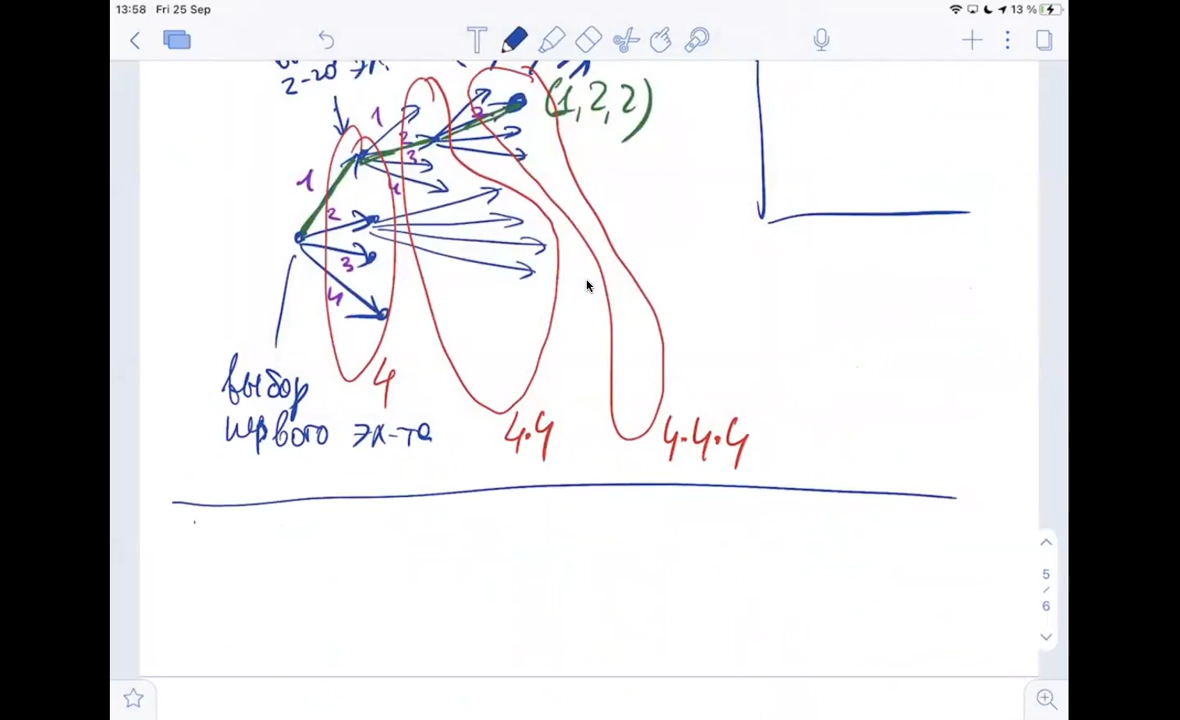 13:58 Fri 25 Sep 13 %
T
2-го эл.
(1, 2, 2)
1
2
3
4
2
1
2
3
4
выбор
первого эл-та
4
4·4
4·4·4
5
/
6